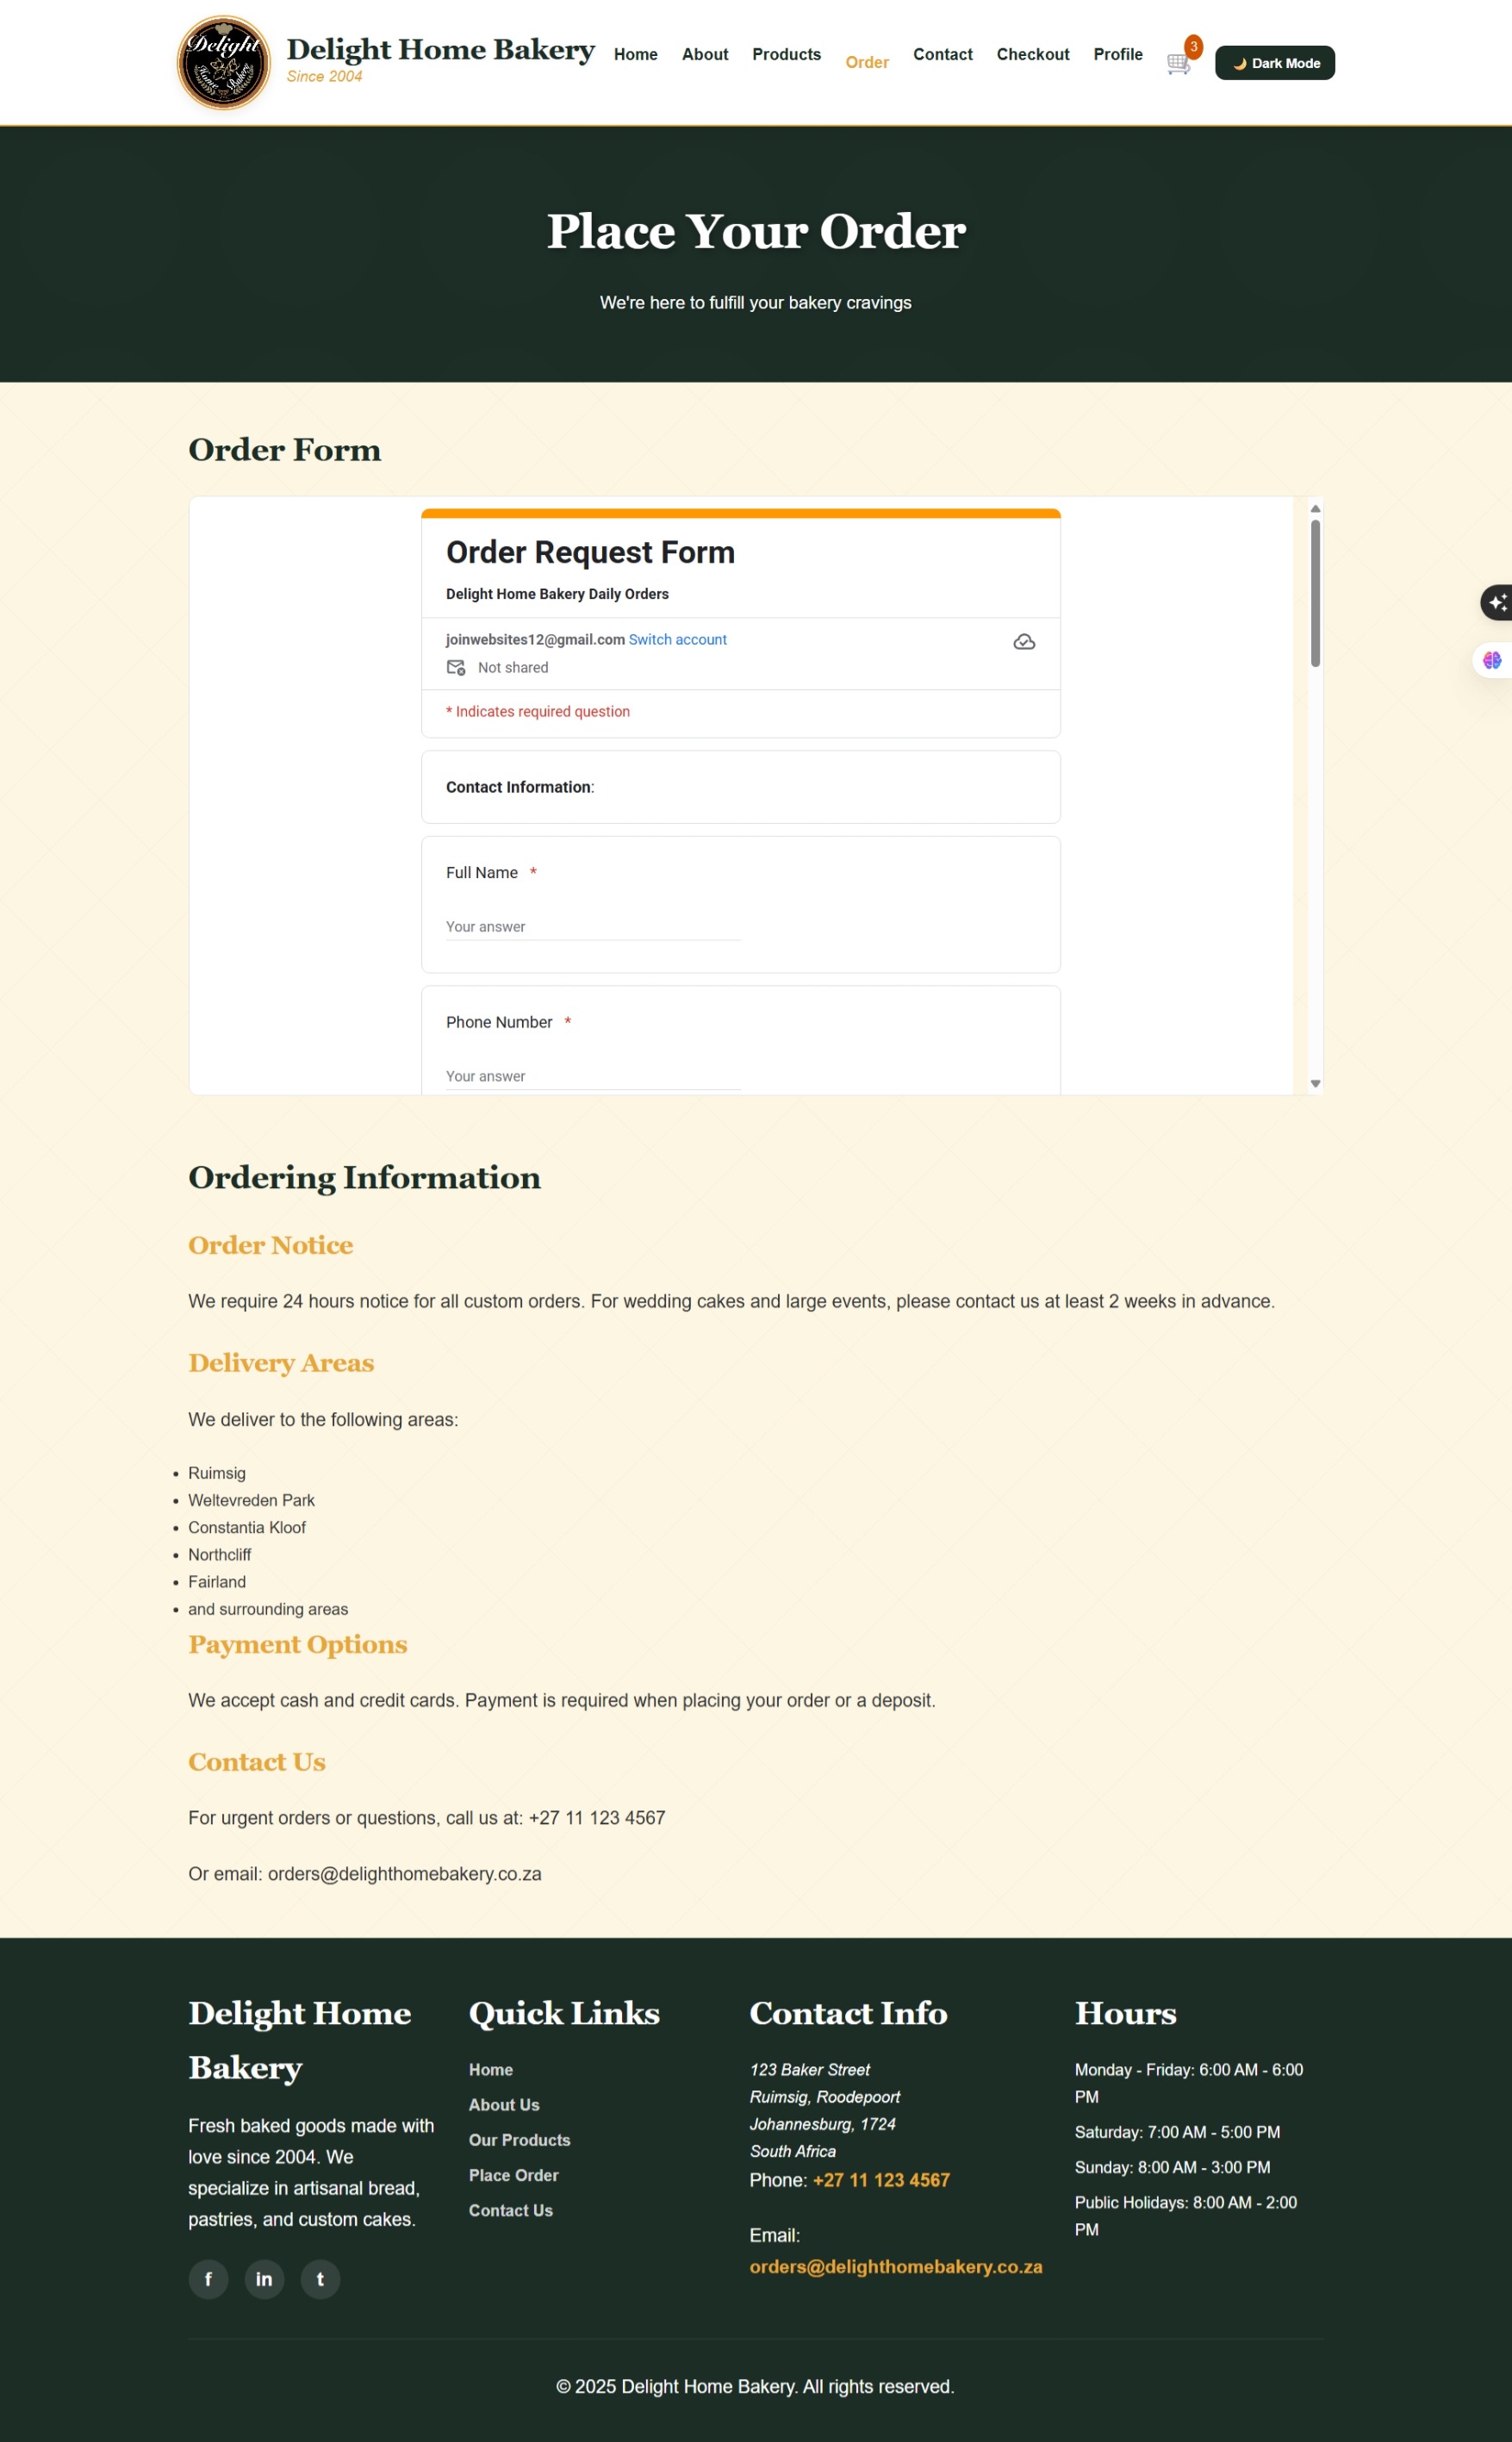 Delight
Home Bakery
Delight Home Bakery
Since 2004
Home
About
Products
Order
Contact
Checkout
Profile
3
Dark Mode
Place Your Order
We're here to fulfill your bakery cravings
Order Form
Order Request Form
Delight Home Bakery Daily Orders
joinwebsites12@gmail.com Switch account
Not shared
* Indicates required question
Contact Information:
Full Name *
Your answer
Phone Number *
Your answer
Ordering Information
Order Notice
We require 24 hours notice for all custom orders. For wedding cakes and large events, please contact us at least 2 weeks in advance.
Delivery Areas
We deliver to the following areas:
• Ruimsig
• Weltevreden Park
• Constantia Kloof
• Northcliff
• Fairland
• and surrounding areas
Payment Options
We accept cash and credit cards. Payment is required when placing your order or a deposit.
Contact Us
For urgent orders or questions, call us at: +27 11 123 4567
Or email: orders@delighthomebakery.co.za
Delight Home
Bakery
Fresh baked goods made with
love since 2004. We
specialize in artisanal bread,
pastries, and custom cakes.
f in t
Quick Links
Home
About Us
Our Products
Place Order
Contact Us
Contact Info
123 Baker Street
Ruimsig, Roodepoort
Johannesburg, 1724
South Africa
Phone: +27 11 123 4567
Email:
orders@delighthomebakery.co.za
Hours
Monday - Friday: 6:00 AM - 6:00
PM
Saturday: 7:00 AM - 5:00 PM
Sunday: 8:00 AM - 3:00 PM
Public Holidays: 8:00 AM - 2:00
PM
© 2025 Delight Home Bakery. All rights reserved.